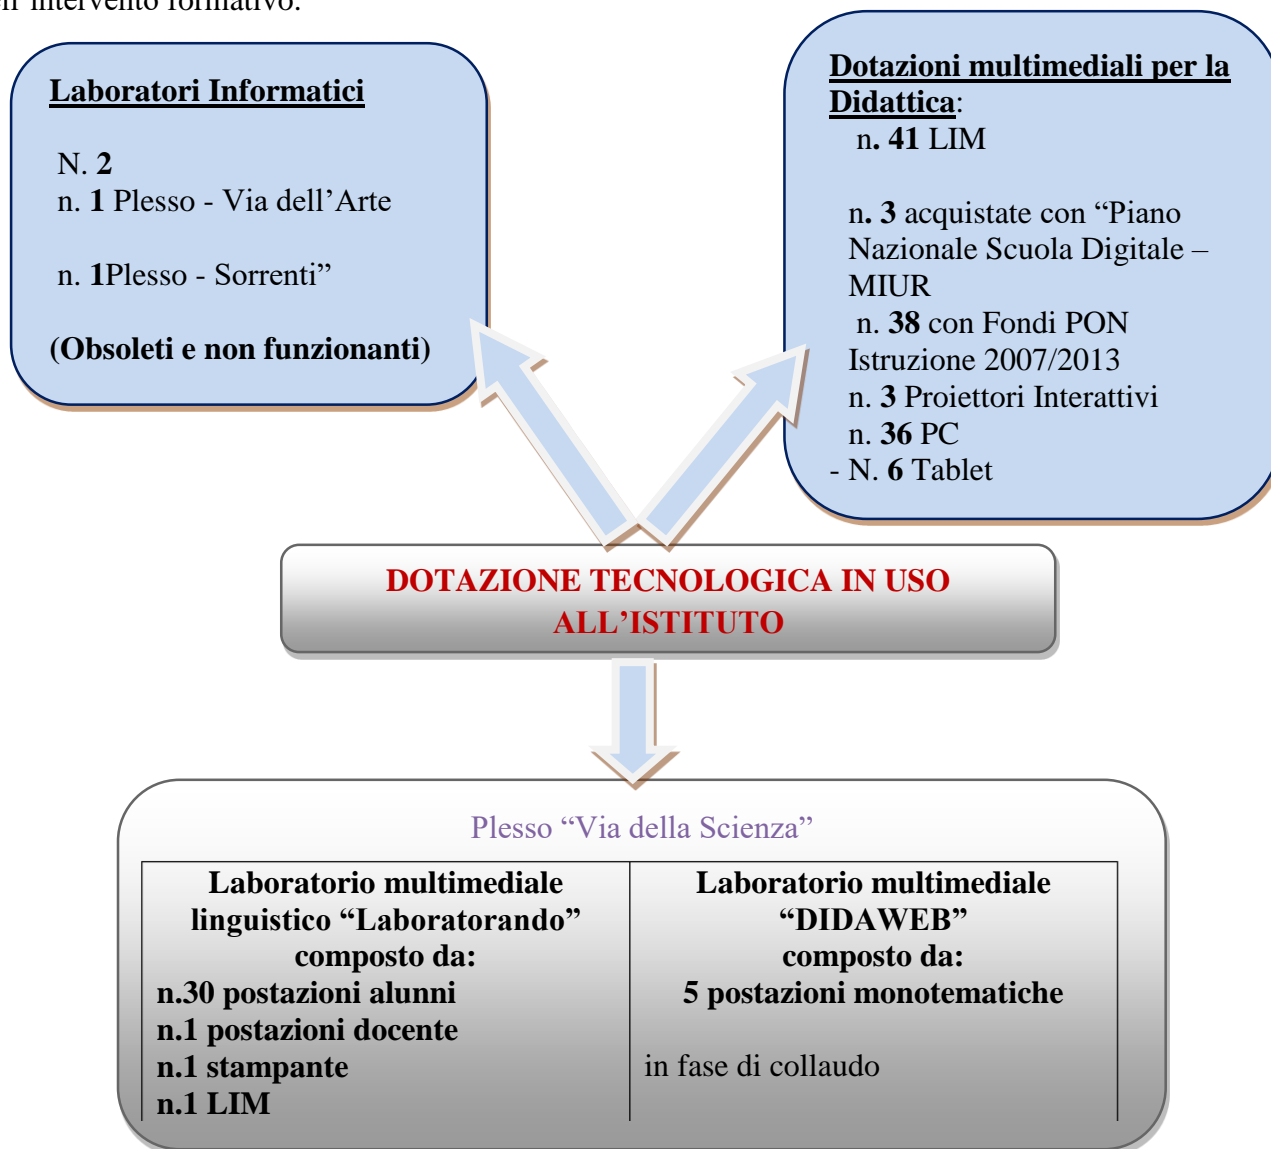 dell’intervento formativo.
Laboratori Informatici
N. 2
n. 1 Plesso - Via dell’Arte
n. 1Plesso - Sorrenti”
(Obsoleti e non funzionanti)
Dotazioni multimediali per la
Didattica:
n. 41 LIM
n. 3 acquistate con “Piano
Nazionale Scuola Digitale –
MIUR
n. 38 con Fondi PON
Istruzione 2007/2013
n. 3 Proiettori Interattivi
n. 36 PC
- N. 6 Tablet
DOTAZIONE TECNOLOGICA IN USO
ALL’ISTITUTO
Plesso “Via della Scienza”
Laboratorio multimediale
linguistico “Laboratorando”
composto da:
n.30 postazioni alunni
n.1 postazioni docente
n.1 stampante
n.1 LIM
Laboratorio multimediale
“DIDAWEB”
composto da:
5 postazioni monotematiche
in fase di collaudo